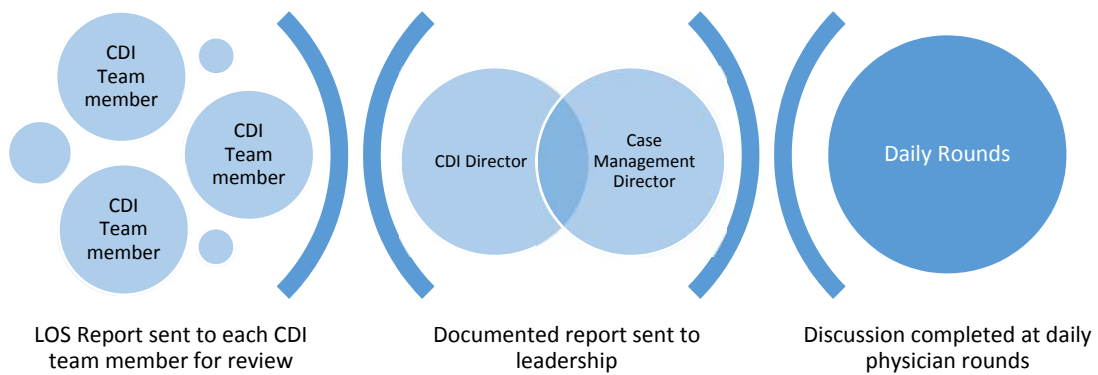 CDI
Team
member
CDI
Team
member
CDI
Team
member
LOS Report sent to each CDI
team member for review
CDI Director
Case
Management
Director
Documented report sent to
leadership
Daily Rounds
Discussion completed at daily
physician rounds